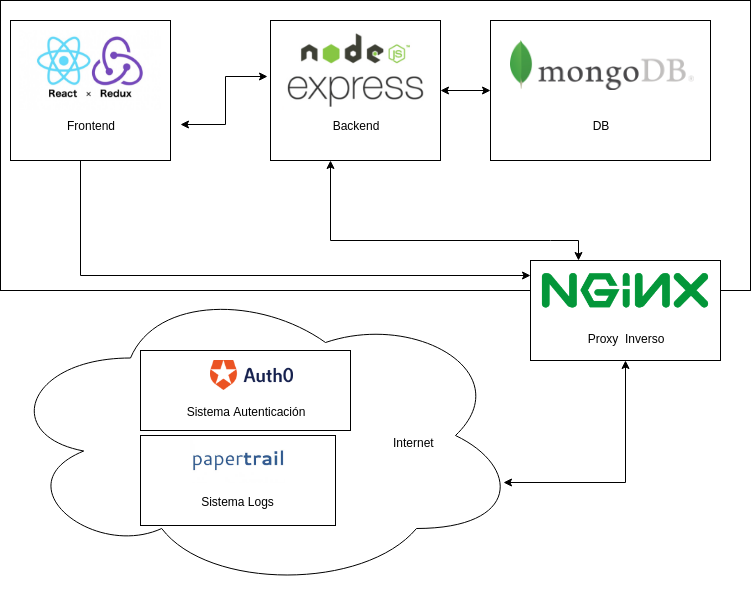 React × Redux
Frontend
node
JS
express
Backend
mongoDB®
DB
NGINX
Proxy Inverso
Auth0
Sistema Autenticación
papertrail
Sistema Logs
Internet